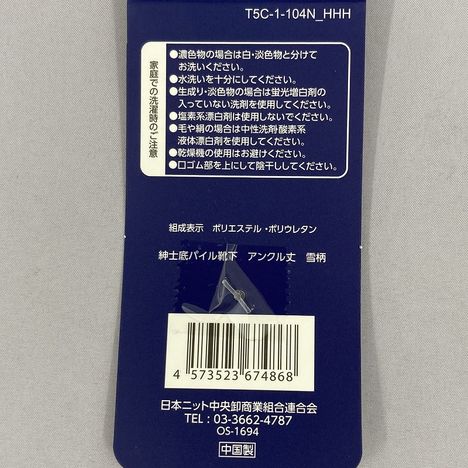 T5C-1-104N_HHH
家庭での洗濯時のご注意
●濃色物の場合は白・淡色物と分けて
お洗いください。
●水洗いを十分にしてください。
●生成り・淡色物の場合は蛍光増白剤の
入っていない洗剤を使用してください。
●塩素系漂白剤は使用しないでください。
●毛や絹の場合は中性洗剤・酸素系
液体漂白剤を使用してください。
●乾燥機の使用はお避けください。
●口ゴム部を上にして陰干ししてください。
組成表示 ポリエステル・ポリウレタン
紳士底パイル靴下 アンクル丈 雪柄
4 573523 674868
日本ニット中央卸商業組合連合会
TEL: 03-3662-4787
OS-1694
中国製